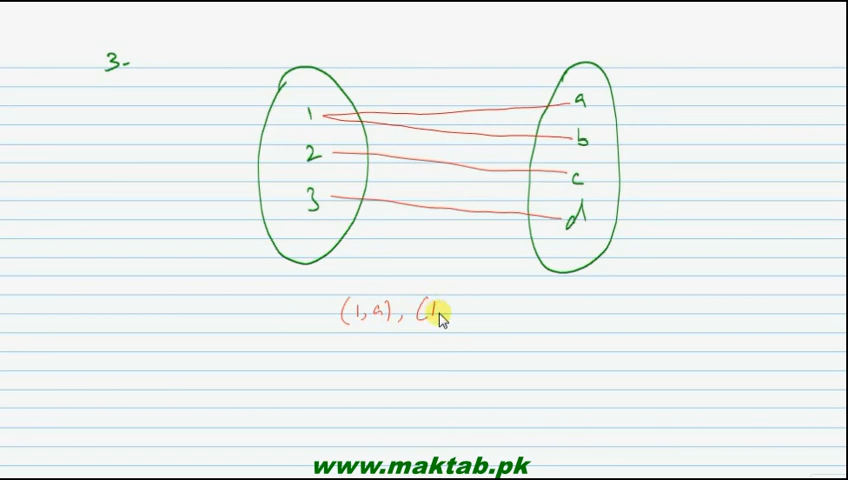 3-
1 a
b
2 c
3 d
(1,a), (1
www.maktab.pk